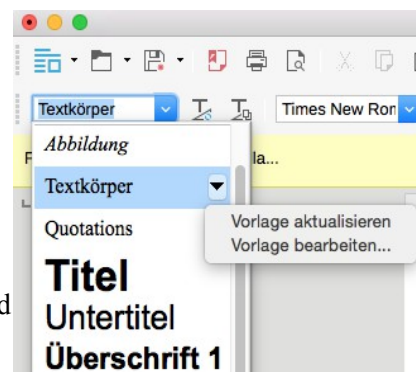 Textkörper
Times New Ron
Abbildung
F
la...
Textkörper
Vorlage aktualisieren
Quotations
Vorlage bearbeiten...
Titel
d
Untertitel
Überschrift 1